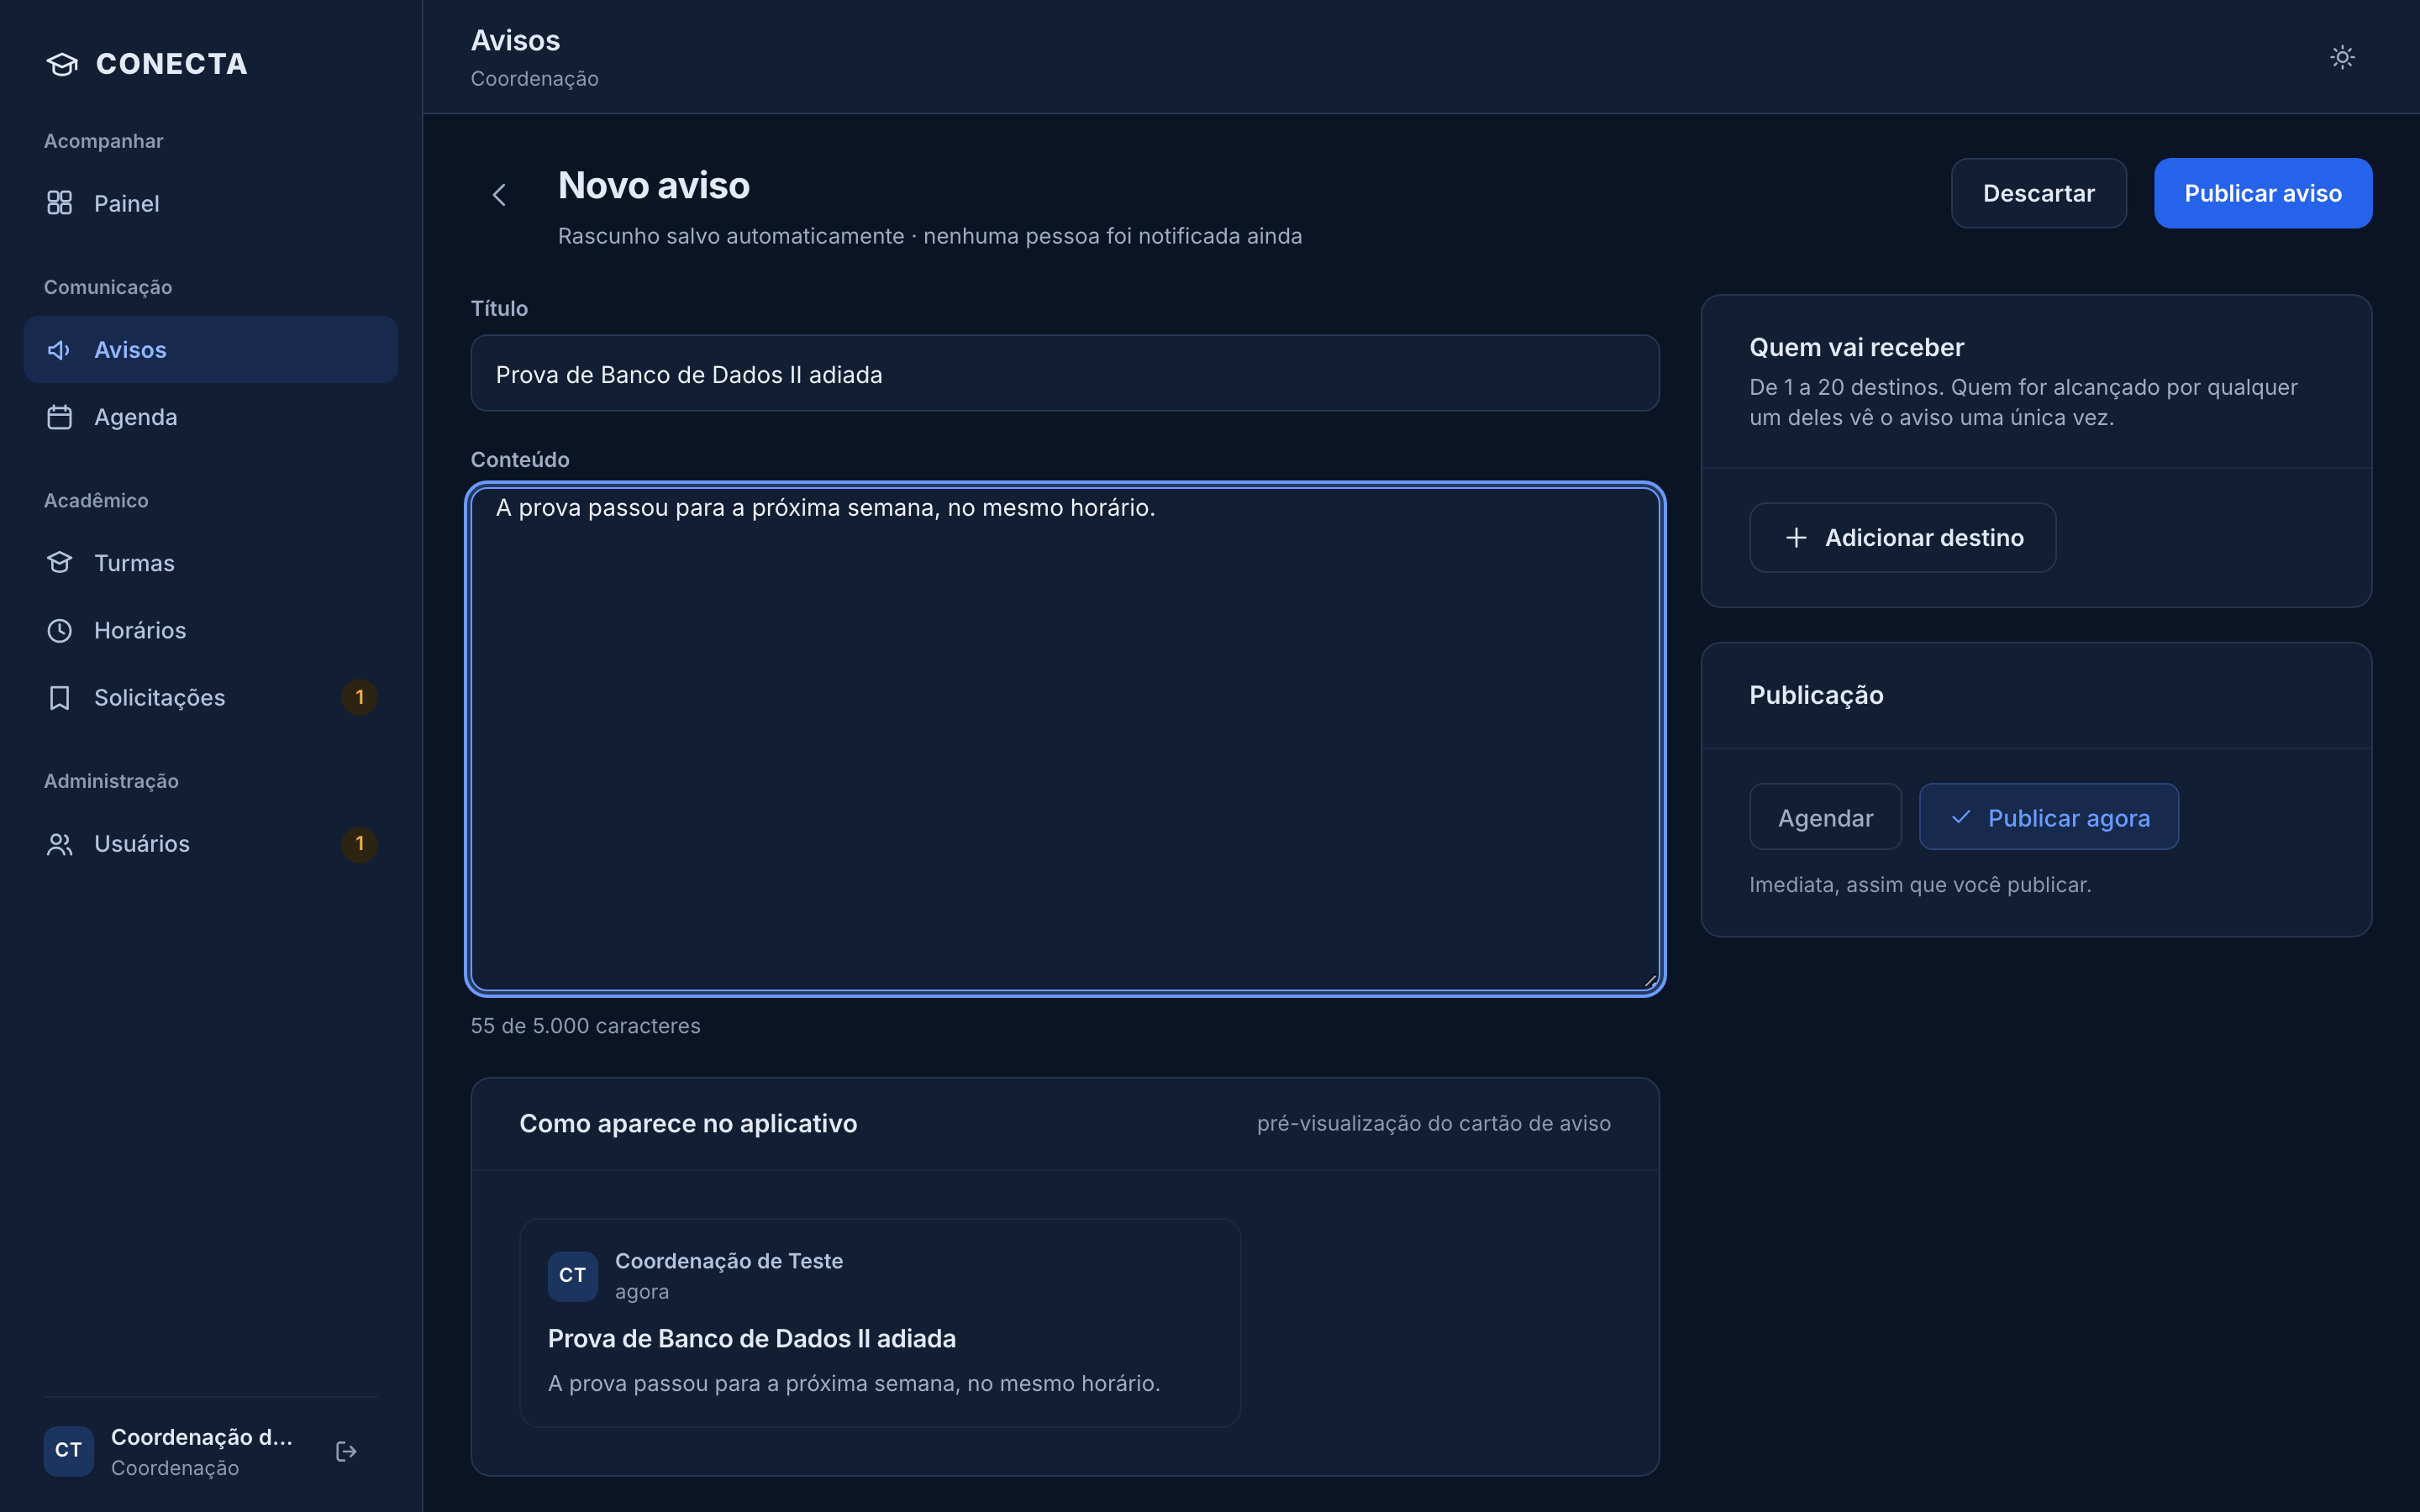 CONECTA
Acompanhar
Painel
Comunicação
Avisos
Agenda
Acadêmico
Turmas
Horários
Solicitações 1
Administração
Usuários 1
CT
Coordenação d...
Coordenação
Avisos
Coordenação
Novo aviso
Rascunho salvo automaticamente · nenhuma pessoa foi notificada ainda
Descartar
Publicar aviso
Título
Prova de Banco de Dados II adiada
Conteúdo
A prova passou para a próxima semana, no mesmo horário.
55 de 5.000 caracteres
Como aparece no aplicativo
pré-visualização do cartão de aviso
CT
Coordenação de Teste
agora
Prova de Banco de Dados II adiada
A prova passou para a próxima semana, no mesmo horário.
Quem vai receber
De 1 a 20 destinos. Quem for alcançado por qualquer
um deles vê o aviso uma única vez.
Adicionar destino
Publicação
Agendar
Publicar agora
Imediata, assim que você publicar.